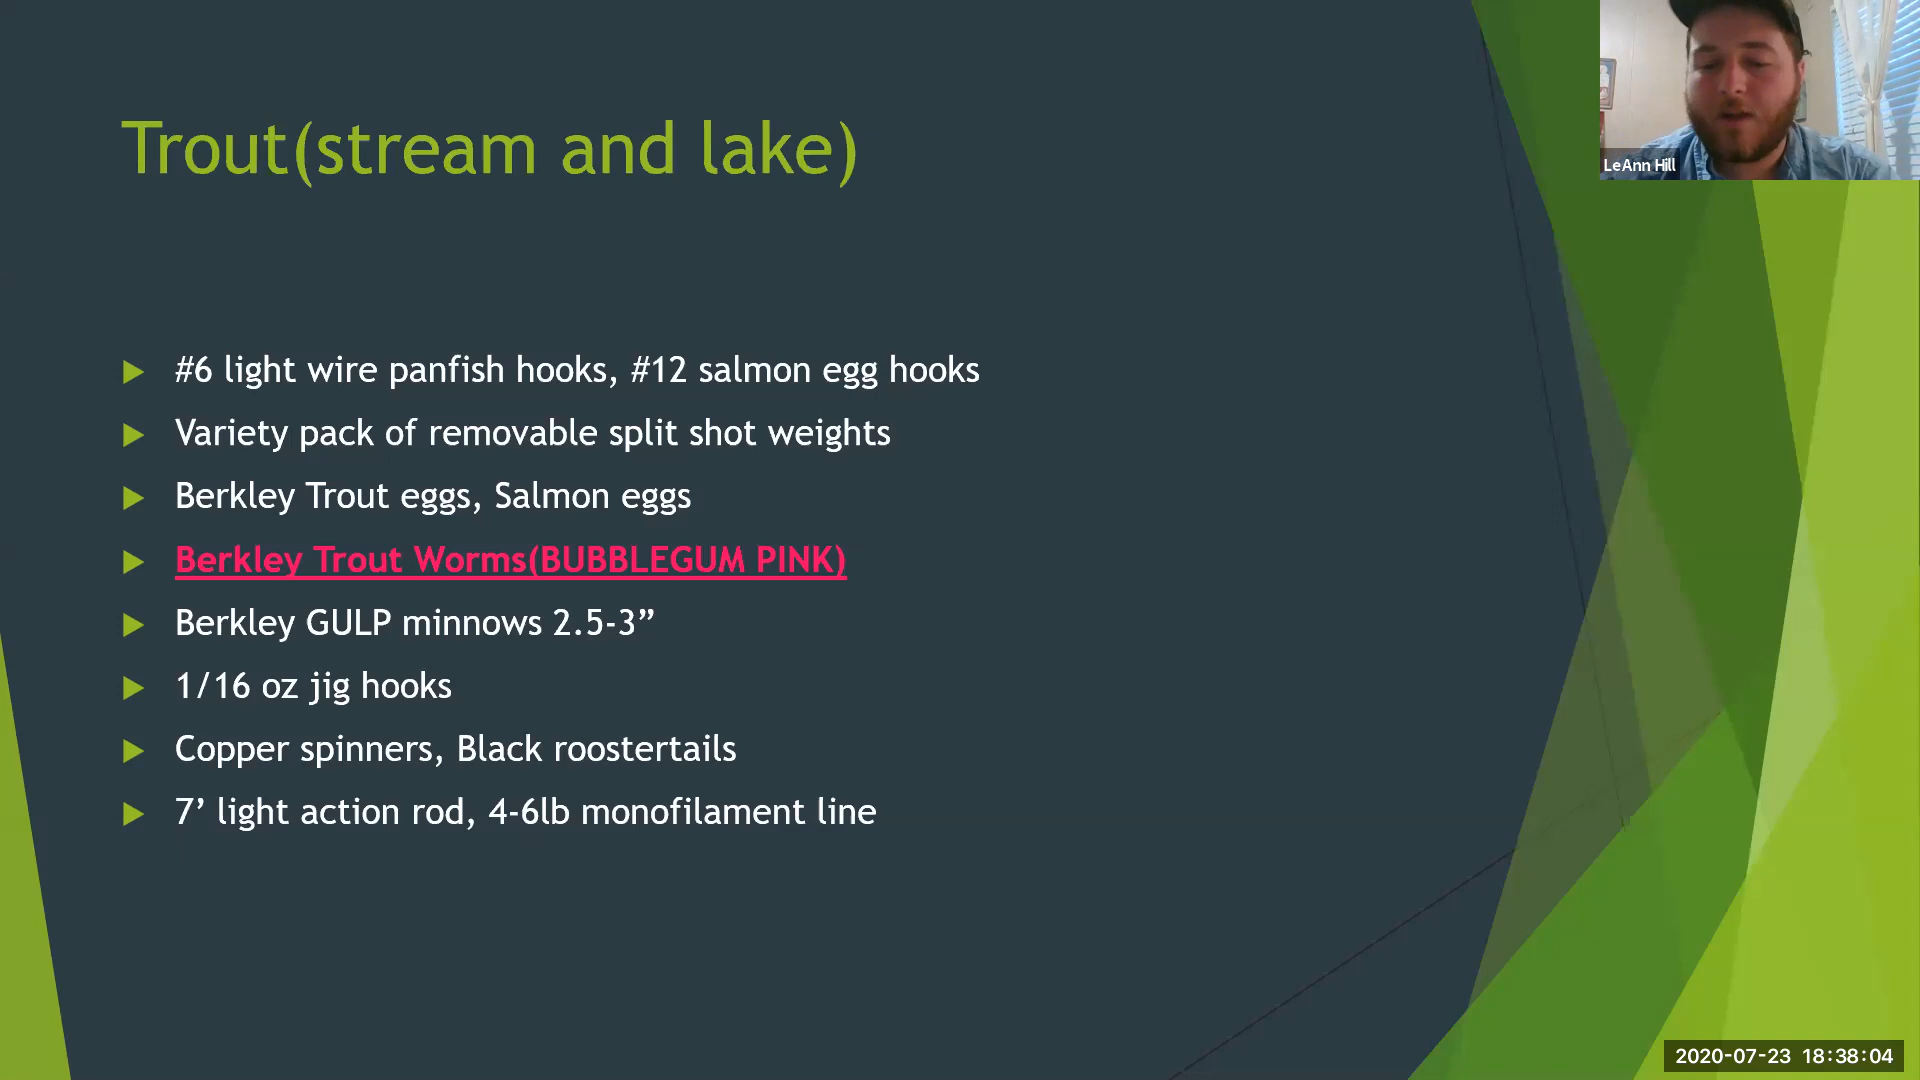 Trout(stream and lake)
#6 light wire panfish hooks, #12 salmon egg hooks
Variety pack of removable split shot weights
Berkley Trout eggs, Salmon eggs
Berkley Trout Worms(BUBBLEGUM PINK)
Berkley GULP minnows 2.5-3”
1/16 oz jig hooks
Copper spinners, Black roostertails
7’ light action rod, 4-6lb monofilament line
LeAnn Hill
2020-07-23 18:38:04